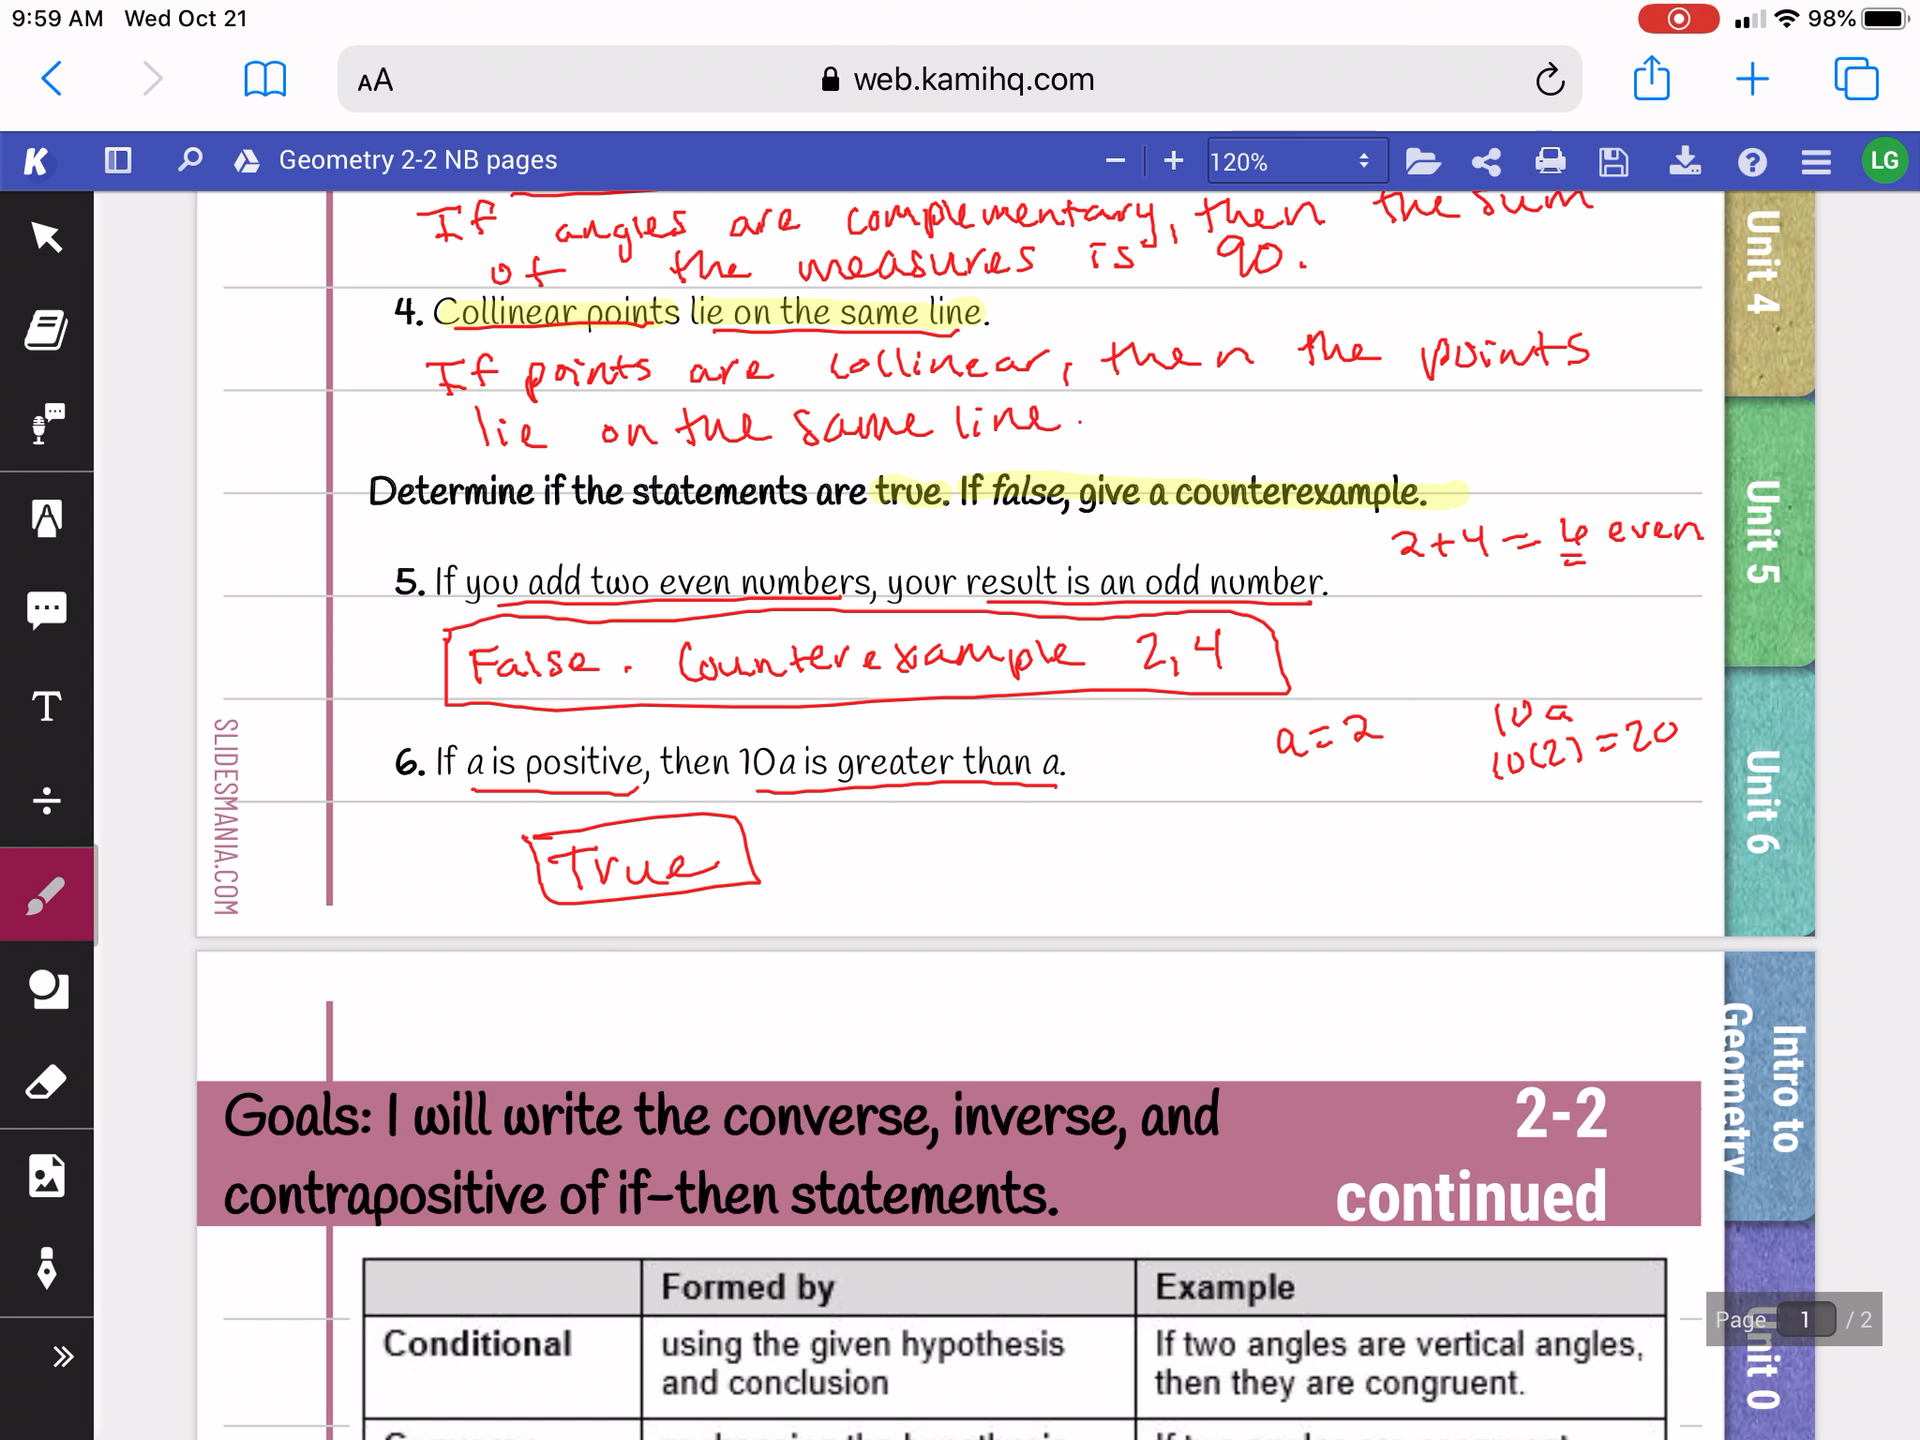 9:59 AM Wed Oct 21
98%
AA
web.kamihq.com
K
Geometry 2-2 NB pages
120%
LG
If angles are complementary, then the sum
of the measures is 90.
4. Collinear points lie on the same line.
If points are collinear, then the points
lie on the same line.
Determine if the statements are true. If false, give a counterexample.
2+4=6 even
5. If you add two even numbers, your result is an odd number.
False. Counterexample 2,4
a=2
10a
10(2)=20
6. If a is positive, then 10a is greater than a.
True
SLIDESMANIA.COM
Unit 4
Unit 5
Unit 6
Goals: I will write the converse, inverse, and
contrapositive of if-then statements.
2-2
continued
Intro to
Geometry
Formed by
Example
Conditional
using the given hypothesis
and conclusion
If two angles are vertical angles,
then they are congruent.
Page 1 / 2
Unit 0